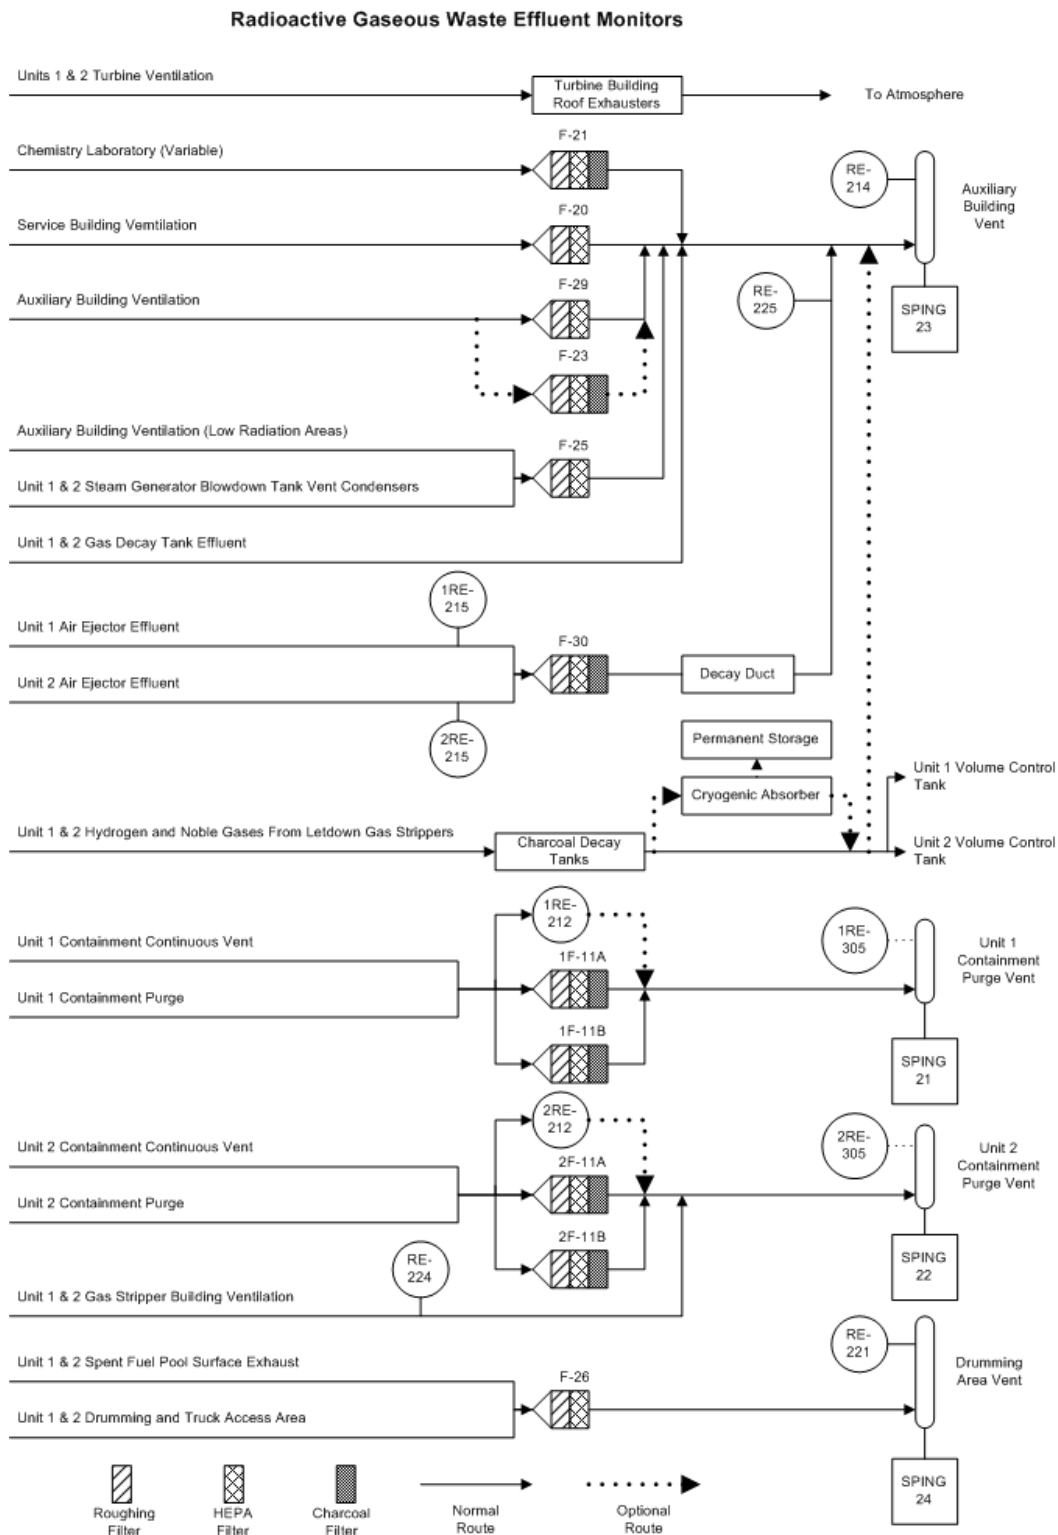 Radioactive Gaseous Waste Effluent Monitors
Units 1 & 2 Turbine Ventilation
Turbine Building
Roof Exhausters
To Atmosphere
F-21
Chemistry Laboratory (Variable)
RE-
214
Auxiliary
Building
Vent
F-20
Service Building Vemtilation
F-29
Auxiliary Building Ventilation
RE-
225
SPING
23
F-23
Auxiliary Building Ventilation (Low Radiation Areas)
F-25
Unit 1 & 2 Steam Generator Blowdown Tank Vent Condensers
Unit 1 & 2 Gas Decay Tank Effluent
1RE-
215
Unit 1 Air Ejector Effluent
F-30
Decay Duct
Unit 2 Air Ejector Effluent
2RE-
215
Permanent Storage
Cryogenic Absorber
Unit 1 Volume Control
Tank
Unit 1 & 2 Hydrogen and Noble Gases From Letdown Gas Strippers
Charcoal Decay
Tanks
Unit 2 Volume Control
Tank
1RE-
212
1RE-
305
Unit 1
Containment
Purge Vent
Unit 1 Containment Continuous Vent
1F-11A
Unit 1 Containment Purge
1F-11B
SPING
21
2RE-
212
2RE-
305
Unit 2
Containment
Purge Vent
Unit 2 Containment Continuous Vent
2F-11A
Unit 2 Containment Purge
2F-11B
RE-
224
SPING
22
Unit 1 & 2 Gas Stripper Building Ventilation
RE-
221
Drumming
Area Vent
Unit 1 & 2 Spent Fuel Pool Surface Exhaust
F-26
Unit 1 & 2 Drumming and Truck Access Area
SPING
24
Roughing
Filter
HEPA
Filter
Charcoal
Filter
Normal
Route
Optional
Route